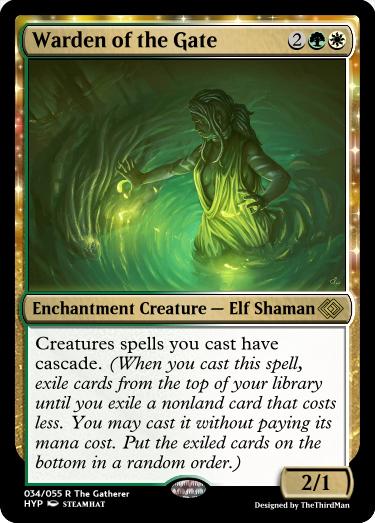 Warden of the Gate 2
Enchantment Creature — Elf Shaman
Creatures spells you cast have
cascade. (When you cast this spell,
exile cards from the top of your library
until you exile a nonland card that costs
less. You may cast it without paying its
mana cost. Put the exiled cards on the
bottom in a random order.)
2/1
034/055 R The Gatherer
HYP STEAMHAT
Designed by TheThirdMan